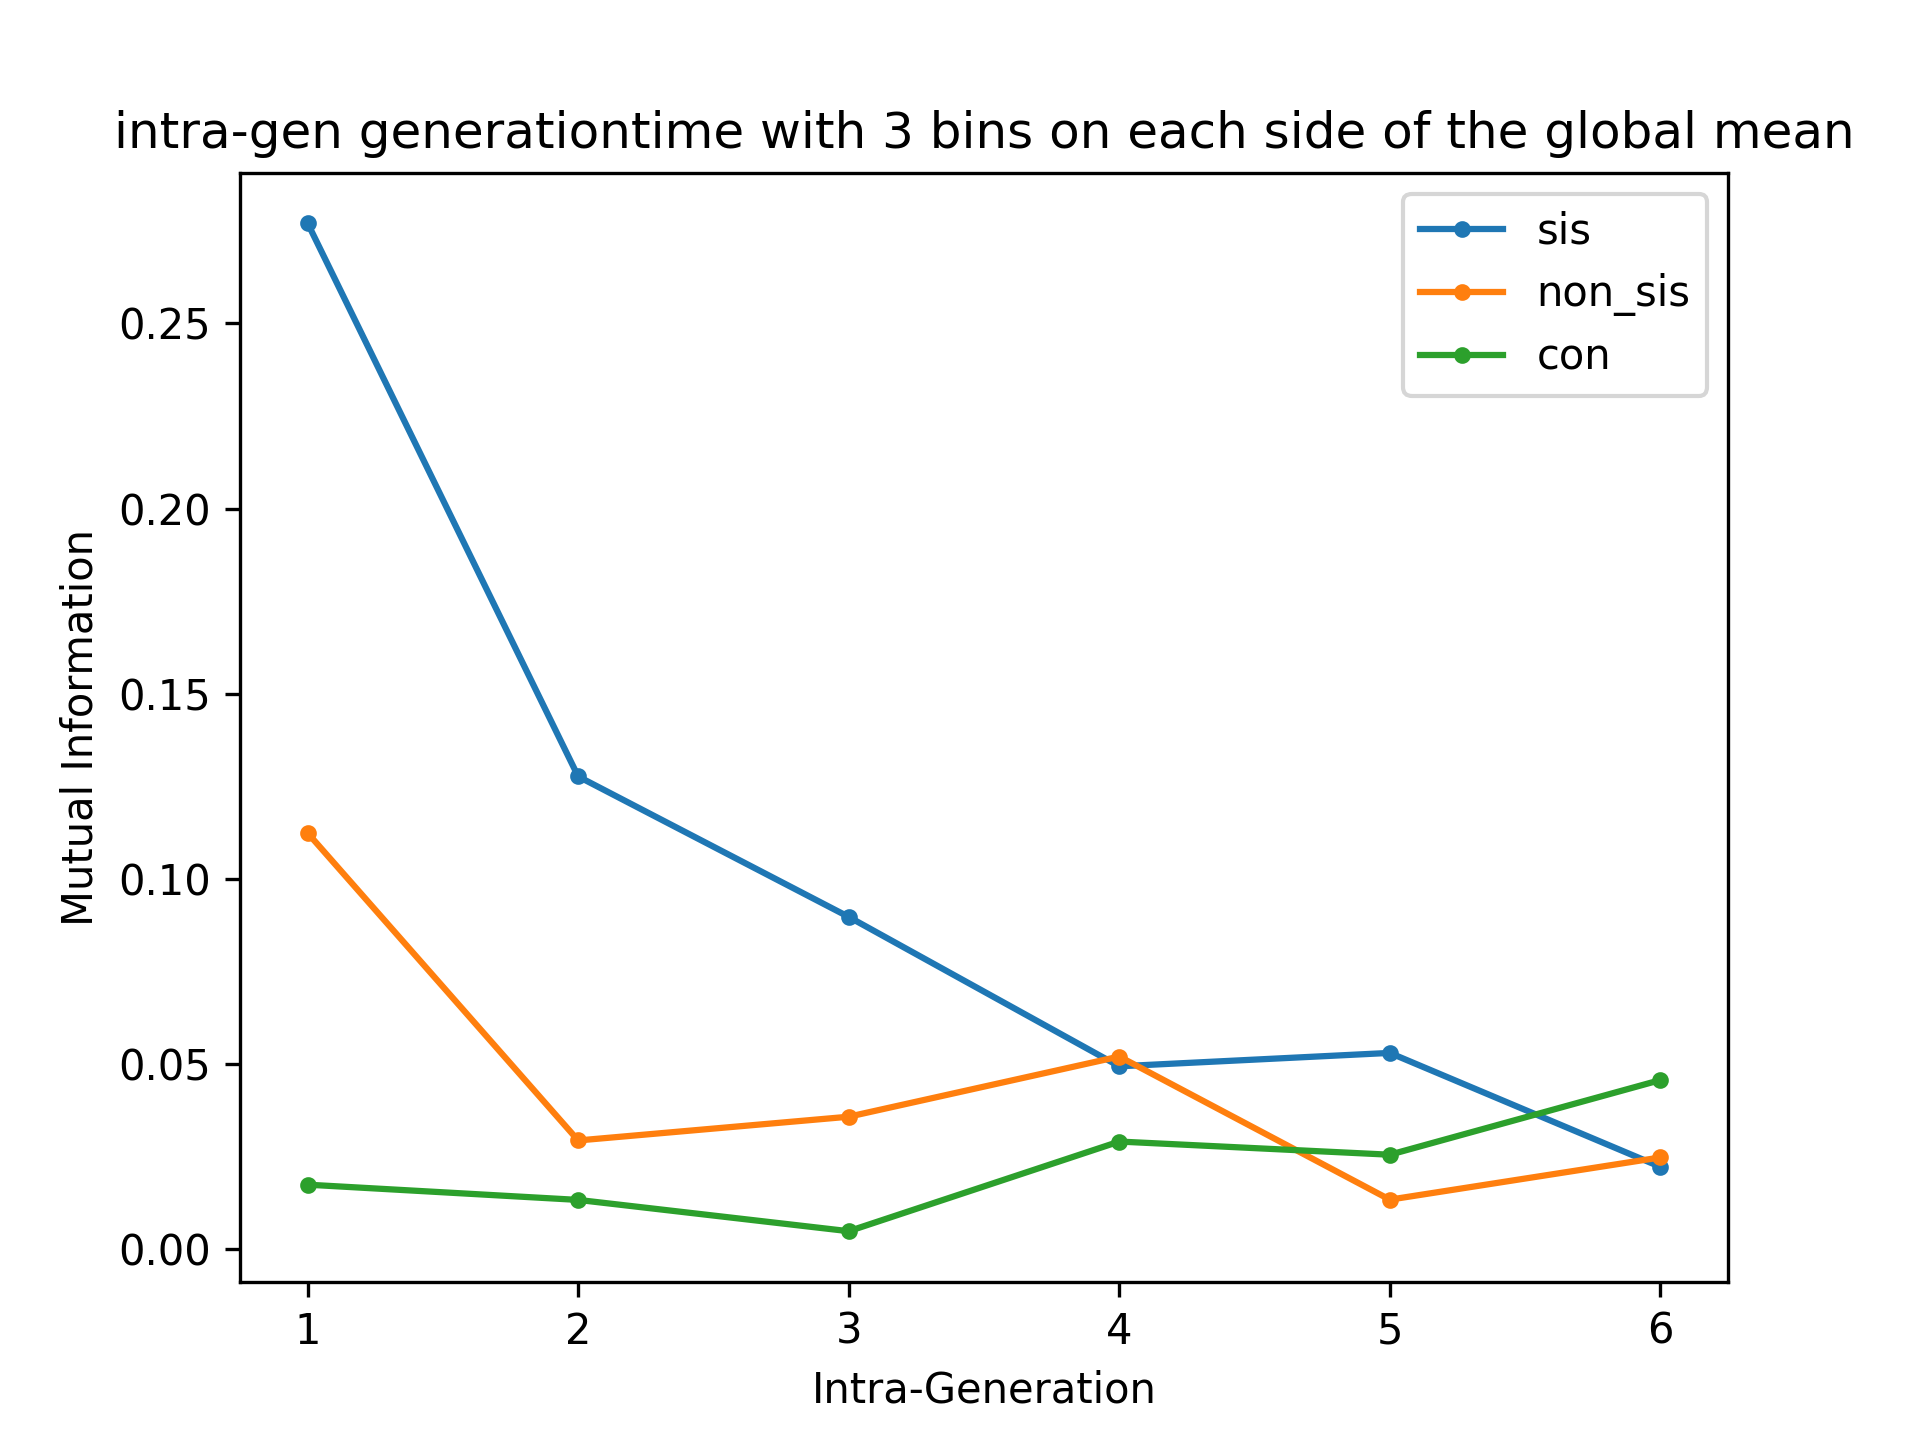 intra-gen generationtime with 3 bins on each side of the global mean
sis
non_sis
con
0.25
0.20
0.15
0.10
0.05
0.00
Mutual Information
1 2 3 4 5 6
Intra-Generation